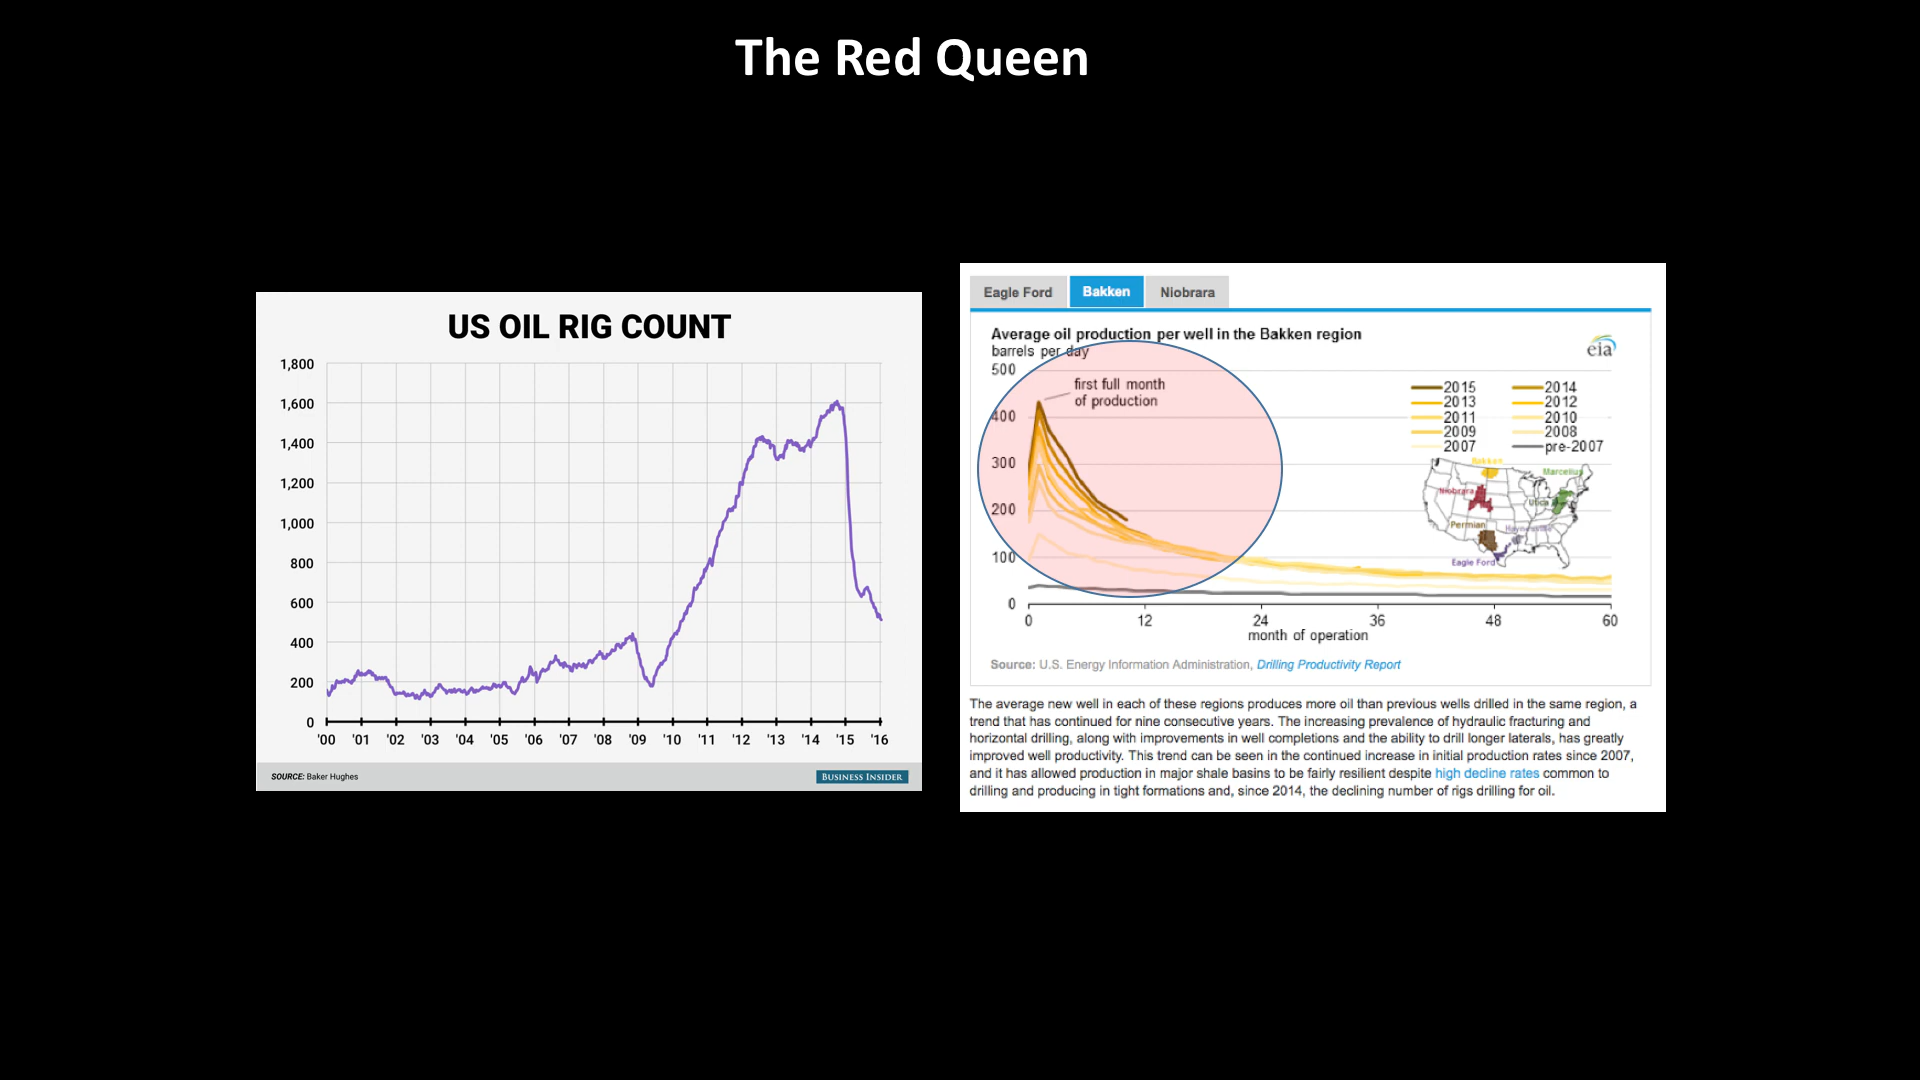 The Red Queen
US OIL RIG COUNT
1,800
1,600
1,400
1,200
1,000
800
600
400
200
0
'00 '01 '02 '03 '04 '05 '06 '07 '08 '09 '10 '11 '12 '13 '14 '15 '16
SOURCE: Baker Hughes
BUSINESS INSIDER
Eagle Ford Bakken Niobrara
Average oil production per well in the Bakken region
barrels per day
eia
500
400
300
200
100
0
first full month
of production
2015 2014
2013 2012
2011 2010
2009 2008
2007 pre-2007
Bakken
Marcellus
Niobrara
Utica
Permian
Haynesville
Eagle Ford
0 12 24 36 48 60
month of operation
Source: U.S. Energy Information Administration, Drilling Productivity Report
The average new well in each of these regions produces more oil than previous wells drilled in the same region, a
trend that has continued for nine consecutive years. The increasing prevalence of hydraulic fracturing and
horizontal drilling, along with improvements in well completions and the ability to drill longer laterals, has greatly
improved well productivity. This trend can be seen in the continued increase in initial production rates since 2007,
and it has allowed production in major shale basins to be fairly resilient despite high decline rates common to
drilling and producing in tight formations and, since 2014, the declining number of rigs drilling for oil.